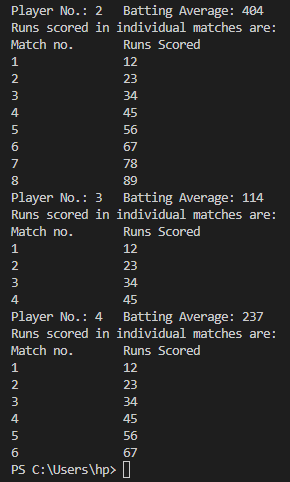 Player No.: 2   Batting Average: 404
Runs scored in individual matches are:
Match no.       Runs Scored
1               12
2               23
3               34
4               45
5               56
6               67
7               78
8               89
Player No.: 3   Batting Average: 114
Runs scored in individual matches are:
Match no.       Runs Scored
1               12
2               23
3               34
4               45
Player No.: 4   Batting Average: 237
Runs scored in individual matches are:
Match no.       Runs Scored
1               12
2               23
3               34
4               45
5               56
6               67
PS C:\Users\hp>